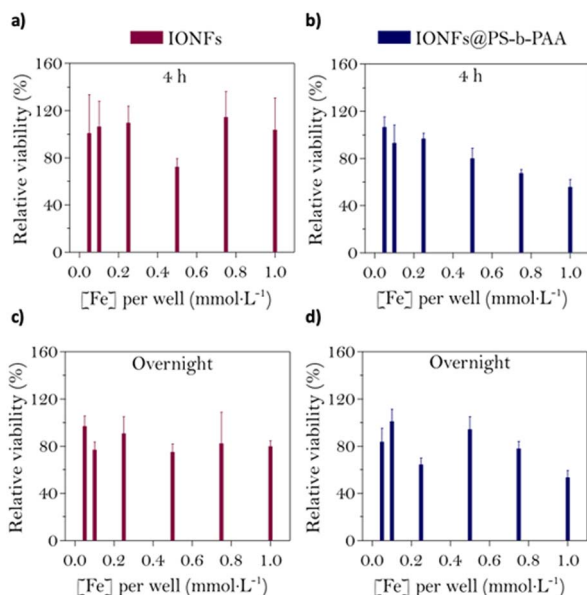 a)
IONFs
4 h
Relative viability (%)
160
120
80
40
0
0.0 0.2 0.4 0.6 0.8 1.0
[Fe] per well (mmol·L⁻¹)
b)
IONFs@PS-b-PAA
4 h
Relative viability (%)
160
120
80
40
0
0.0 0.2 0.4 0.6 0.8 1.0
[Fe] per well (mmol·L⁻¹)
c)
Overnight
Relative viability (%)
160
120
80
40
0
0.0 0.2 0.4 0.6 0.8 1.0
[Fe] per well (mmol·L⁻¹)
d)
Overnight
Relative viability (%)
160
120
80
40
0
0.0 0.2 0.4 0.6 0.8 1.0
[Fe] per well (mmol·L⁻¹)